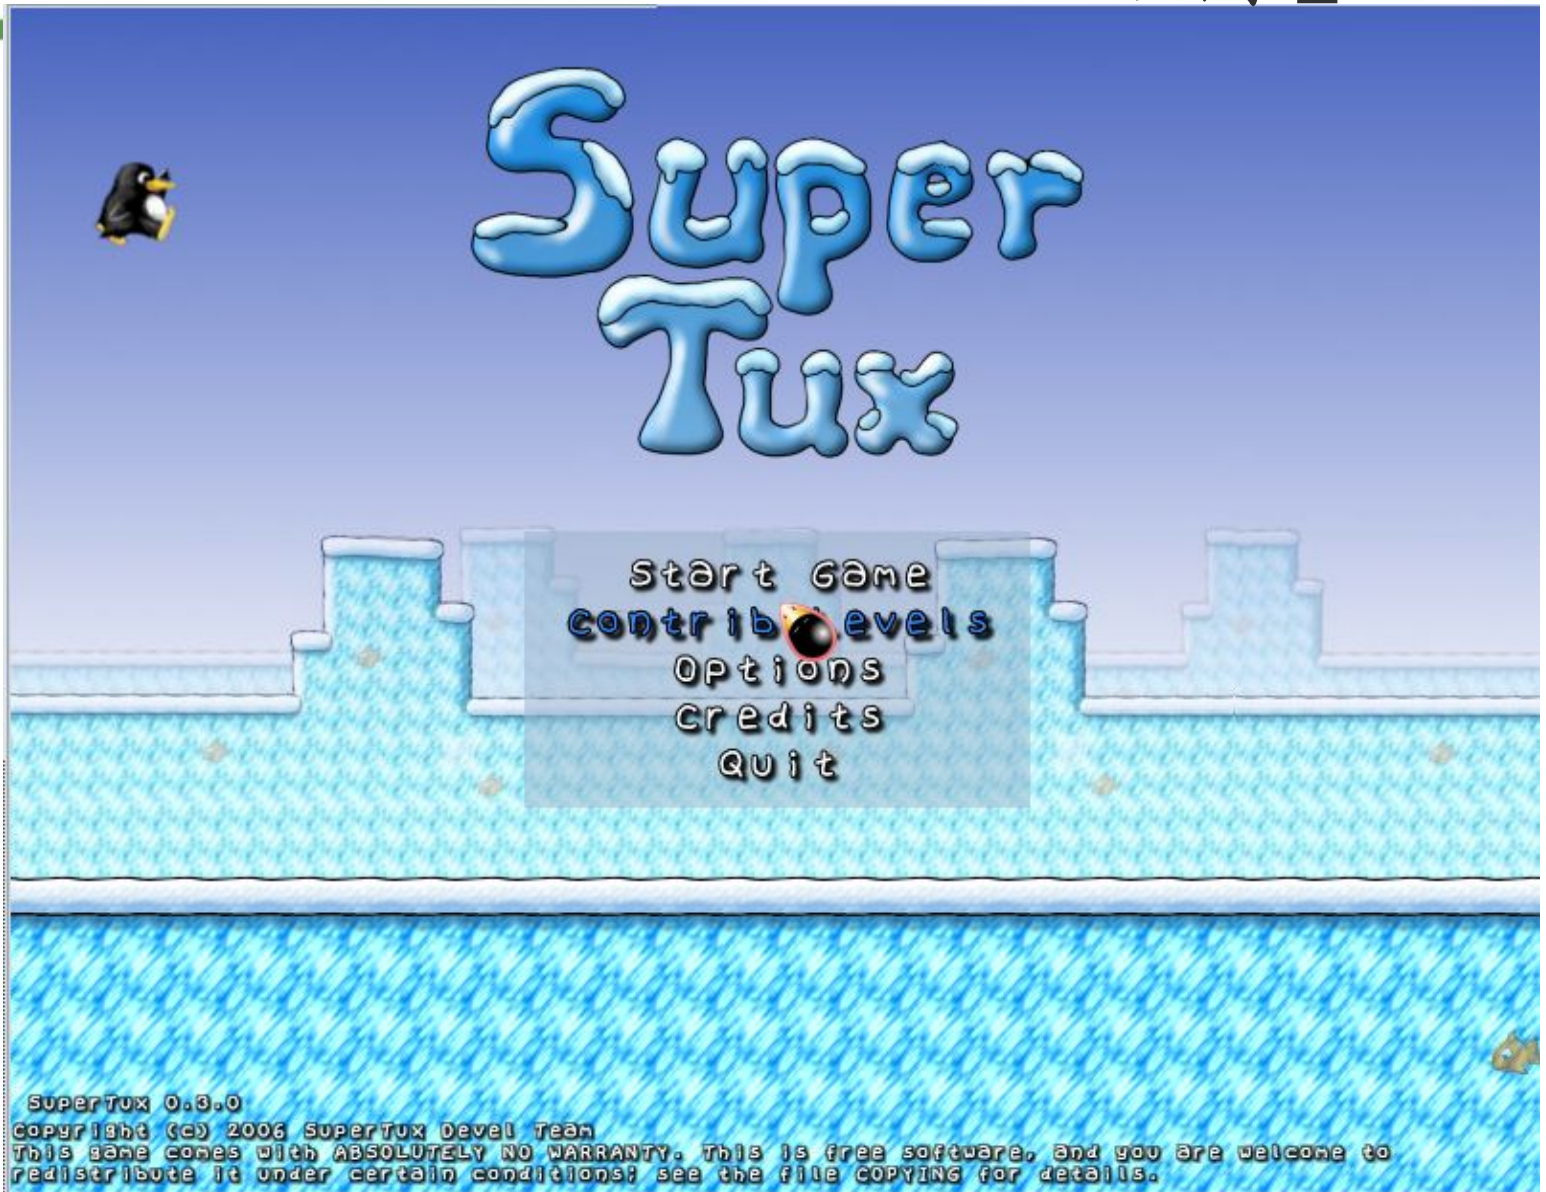 Super
Tux
Start Game
Contrib Levels
Options
Credits
Quit
SuperTux 0.3.0
Copyright (c) 2006 SuperTux Devel Team
This game comes with ABSOLUTELY NO WARRANTY. This is free software, and you are welcome to
redistribute it under certain conditions; see the file COPYING for details.